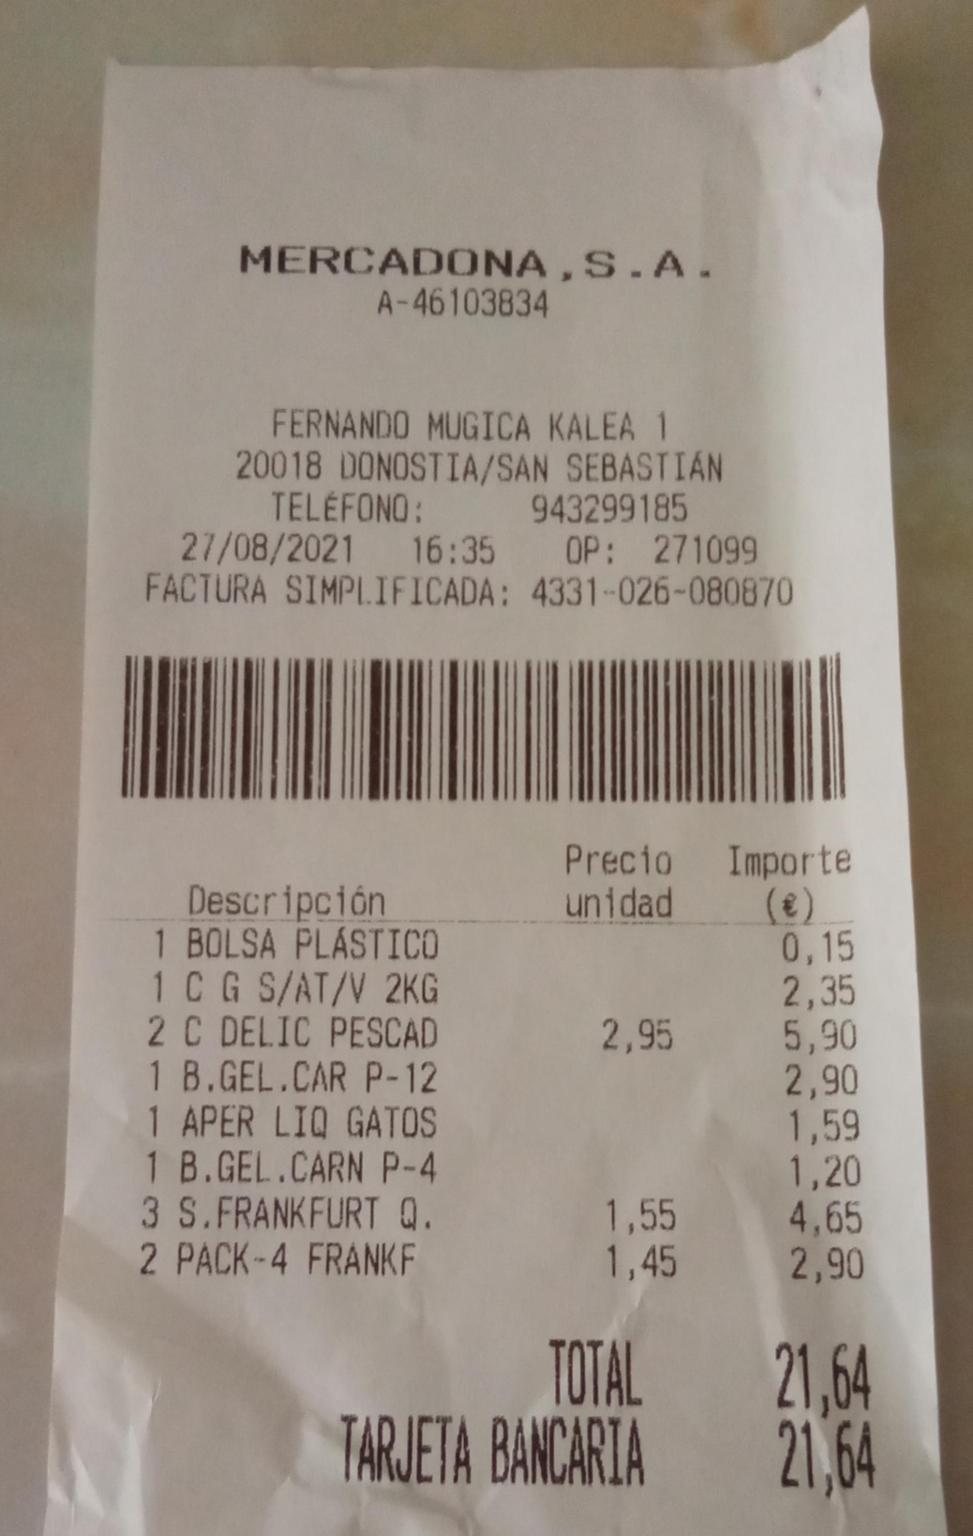 MERCADONA,S.A.
A-46103834
FERNANDO MUGICA KALEA 1
20018 DONOSTIA/SAN SEBASTIÁN
TELÉFONO: 943299185
27/08/2021 16:35 OP: 271099
FACTURA SIMPLIFICADA: 4331-026-080870
Precio Importe
Descripción unidad (€)
1 BOLSA PLÁSTICO 0,15
1 C G S/AT/V 2KG 2,35
2 C DELIC PESCAD 2,95 5,90
1 B.GEL.CAR P-12 2,90
1 APER LIQ GATOS 1,59
1 B.GEL.CARN P-4 1,20
3 S.FRANKFURT Q. 1,55 4,65
2 PACK-4 FRANKF 1,45 2,90
TOTAL 21,64
TARJETA BANCARIA 21,64